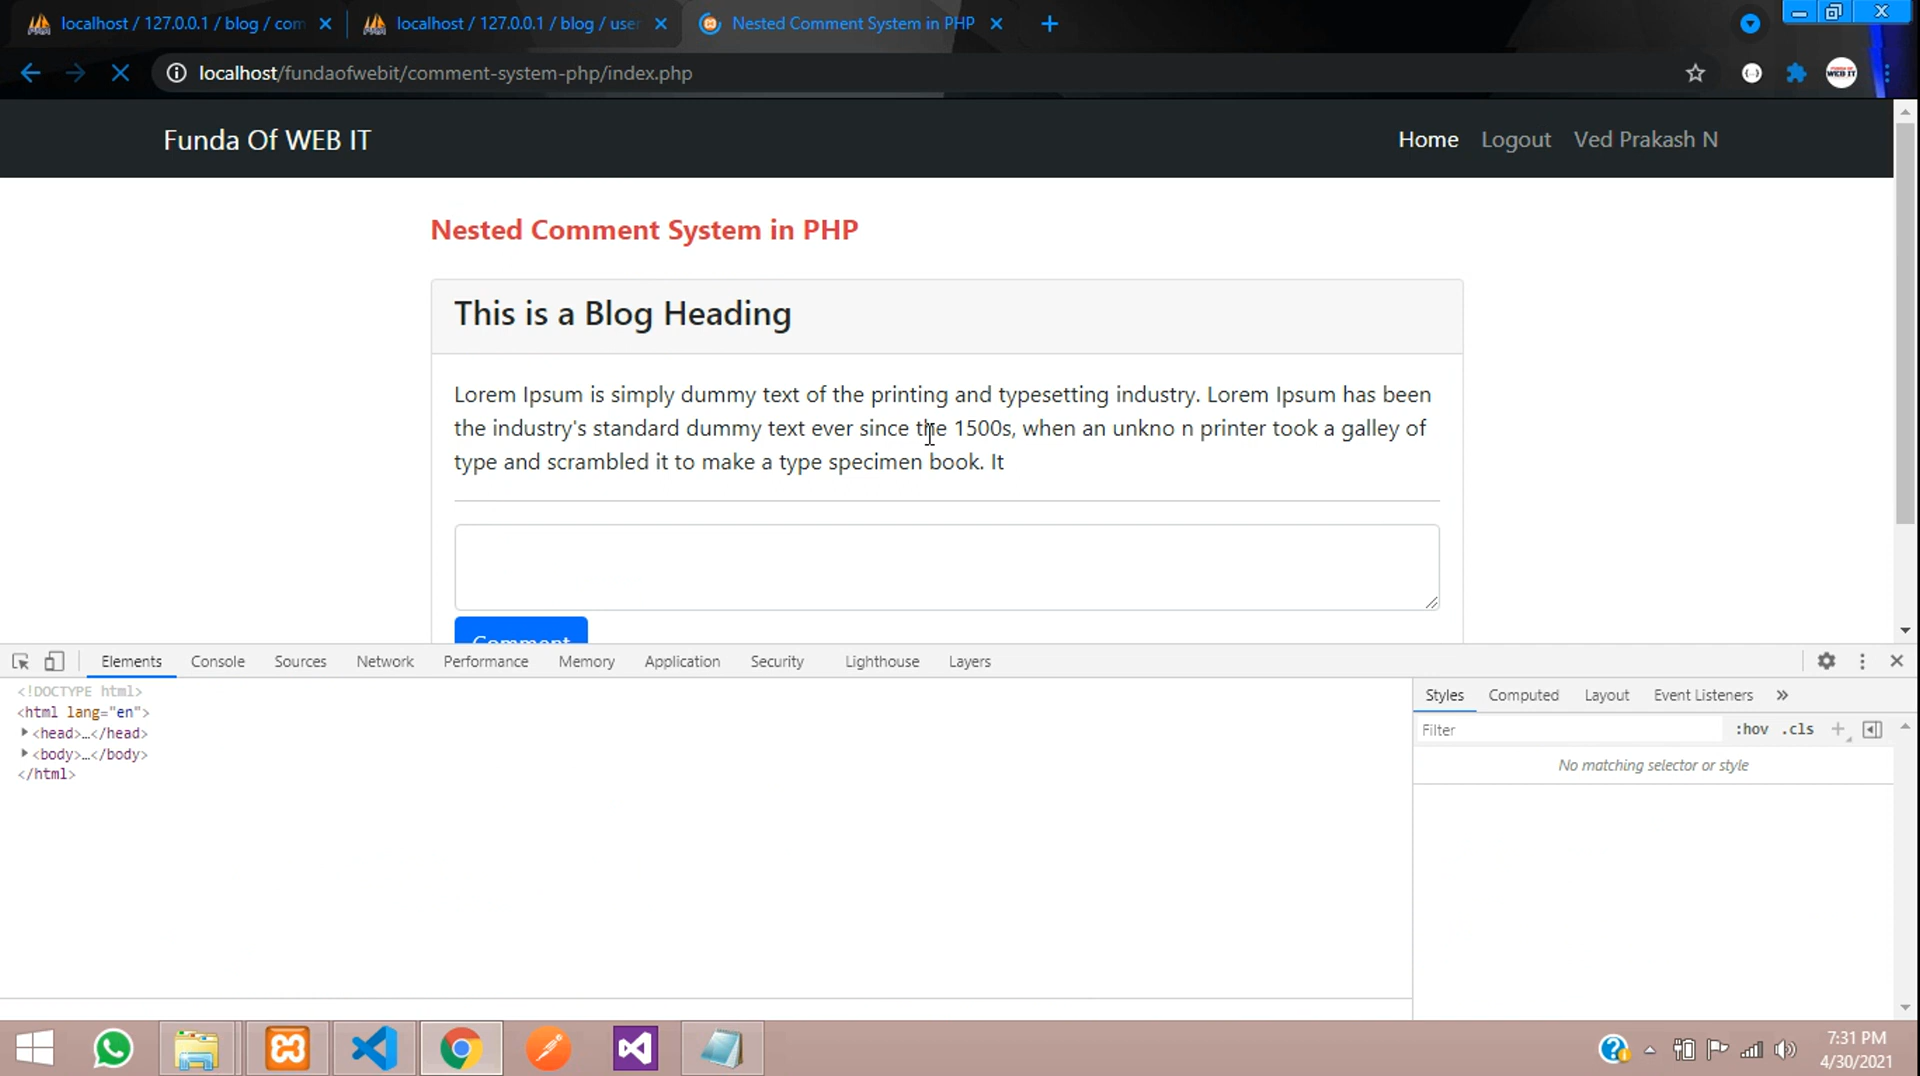 localhost / 127.0.0.1 / blog / com
localhost / 127.0.0.1 / blog / user
Nested Comment System in PHP
localhost/fundaofwebit/comment-system-php/index.php
WEB IT
Funda Of WEB IT
Home
Logout
Ved Prakash N
Nested Comment System in PHP
This is a Blog Heading
Lorem Ipsum is simply dummy text of the printing and typesetting industry. Lorem Ipsum has been
the industry's standard dummy text ever since the 1500s, when an unkno n printer took a galley of
type and scrambled it to make a type specimen book. It
Comment
Elements
Console
Sources
Network
Performance
Memory
Application
Security
Lighthouse
Layers
<!DOCTYPE html>
<html lang="en">
<head>…</head>
<body>…</body>
</html>
Styles
Computed
Layout
Event Listeners
Filter
:hov
.cls
No matching selector or style
7:31 PM
4/30/2021